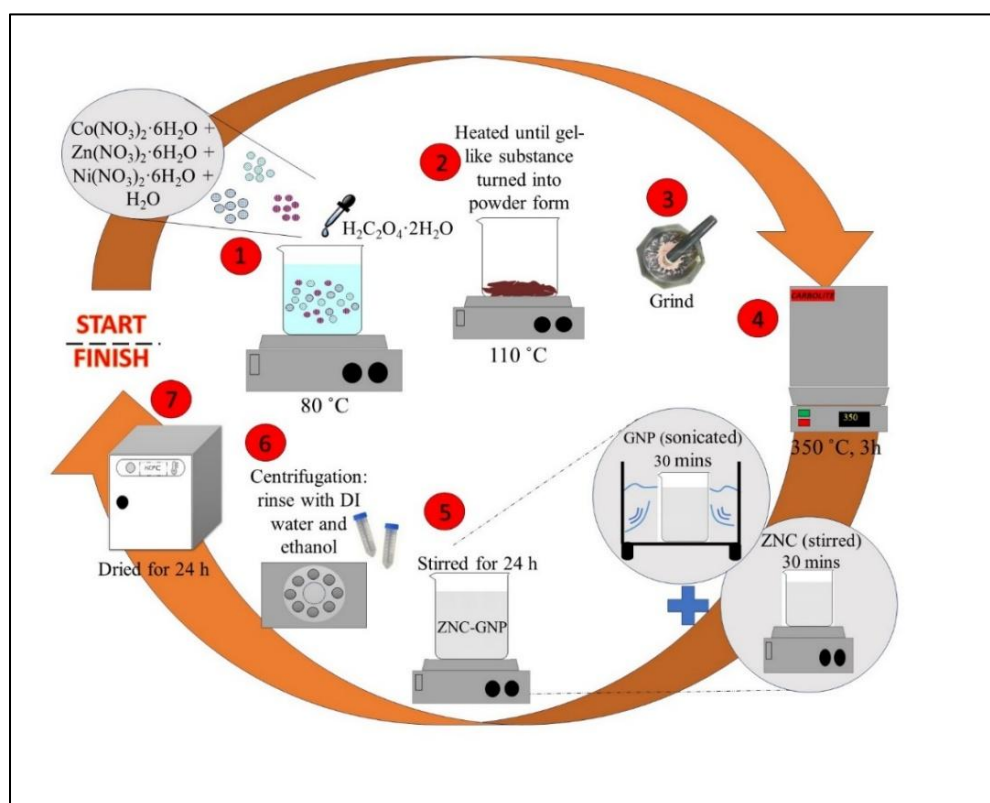 Co(NO₃)₂·6H₂O +
Zn(NO₃)₂·6H₂O +
Ni(NO₃)₂·6H₂O +
H₂O
1
H₂C₂O₄·2H₂O
80 ˚C
2
Heated until gel-
like substance
turned into
powder form
110 ˚C
3
Grind
4
CARBOLITE
350
350 ˚C, 3h
GNP (sonicated)
30 mins
ZNC (stirred)
30 mins
5
Stirred for 24 h
ZNC-GNP
6
Centrifugation:
rinse with DI
water and
ethanol
7
Dried for 24 h
START
FINISH